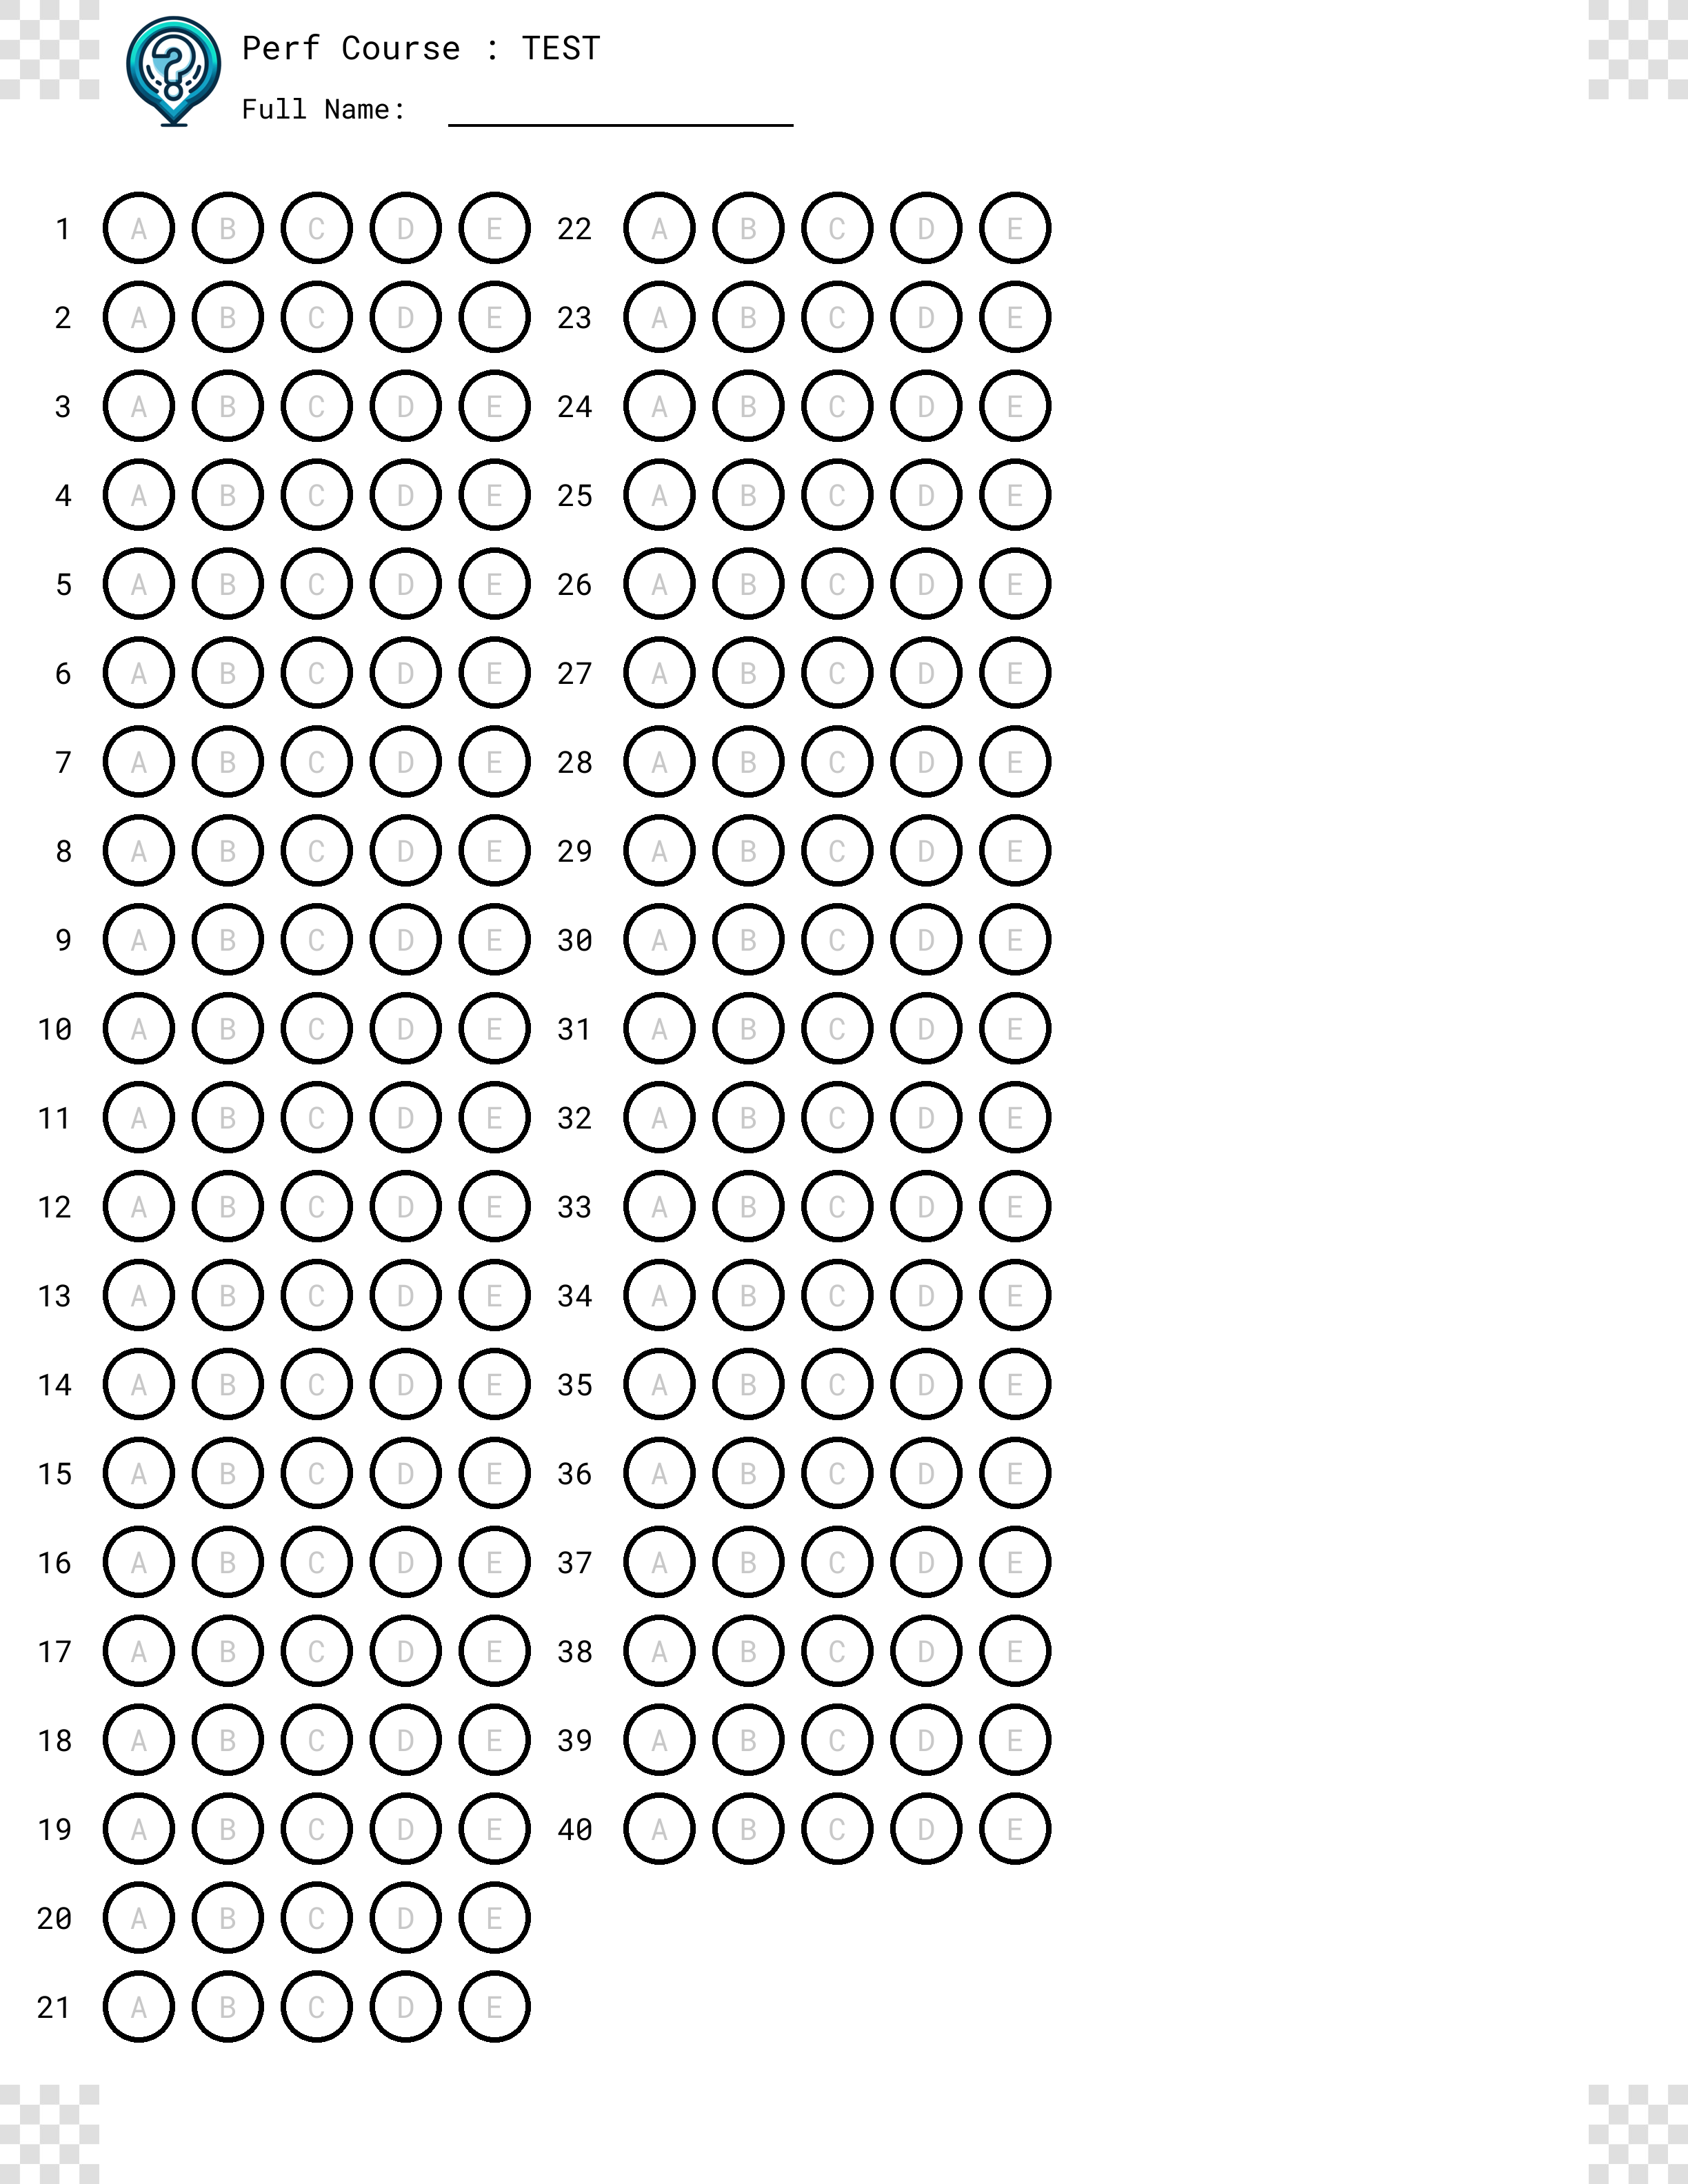 Perf Course : TEST
Full Name:
1 A B C D E
2 A B C D E
3 A B C D E
4 A B C D E
5 A B C D E
6 A B C D E
7 A B C D E
8 A B C D E
9 A B C D E
10 A B C D E
11 A B C D E
12 A B C D E
13 A B C D E
14 A B C D E
15 A B C D E
16 A B C D E
17 A B C D E
18 A B C D E
19 A B C D E
20 A B C D E
21 A B C D E
22 A B C D E
23 A B C D E
24 A B C D E
25 A B C D E
26 A B C D E
27 A B C D E
28 A B C D E
29 A B C D E
30 A B C D E
31 A B C D E
32 A B C D E
33 A B C D E
34 A B C D E
35 A B C D E
36 A B C D E
37 A B C D E
38 A B C D E
39 A B C D E
40 A B C D E